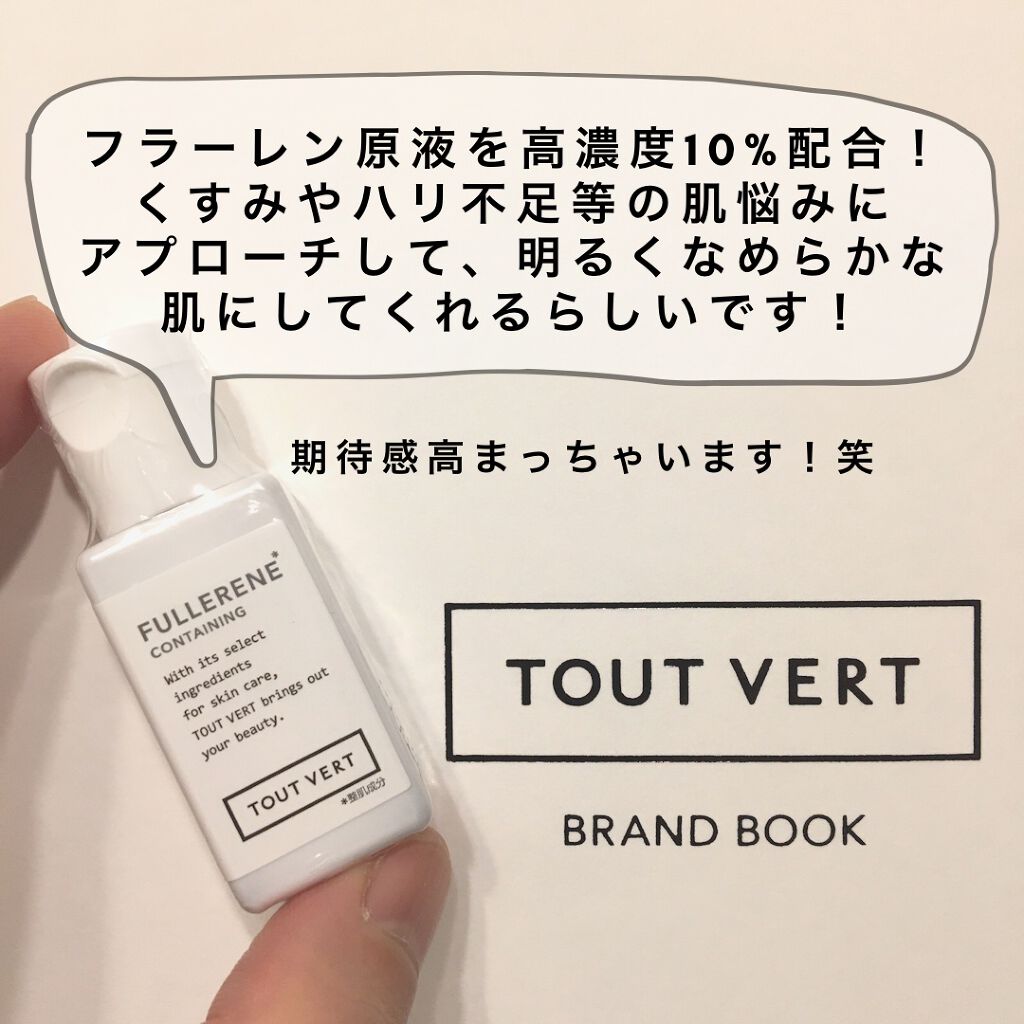 フラーレン原液を高濃度10%配合！
くすみやハリ不足等の肌悩みに
アプローチして、明るくなめらかな
肌にしてくれるらしいです！
期待感高まっちゃいます！笑
FULLERENE*
CONTAINING
With its select
ingredients
for skin care,
TOUT VERT brings out
your beauty.
TOUT VERT
*整肌成分
TOUT VERT
BRAND BOOK